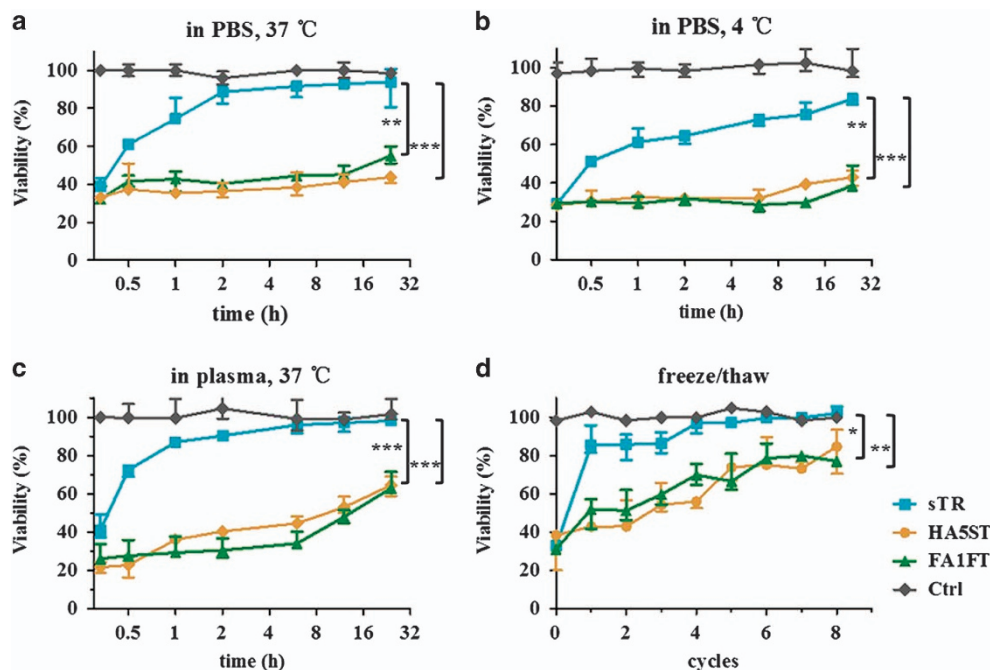 a
in PBS, 37 ℃
Viability (%)
100
80
60
40
20
0
0.5 1 2 4 8 16 32
time (h)
**
***
b
in PBS, 4 ℃
Viability (%)
100
80
60
40
20
0
0.5 1 2 4 8 16 32
time (h)
**
***
c
in plasma, 37 ℃
Viability (%)
100
80
60
40
20
0
0.5 1 2 4 8 16 32
time (h)
***
***
d
freeze/thaw
Viability (%)
100
80
60
40
20
0
0 2 4 6 8
cycles
*
**
sTR
HA5ST
FA1FT
Ctrl